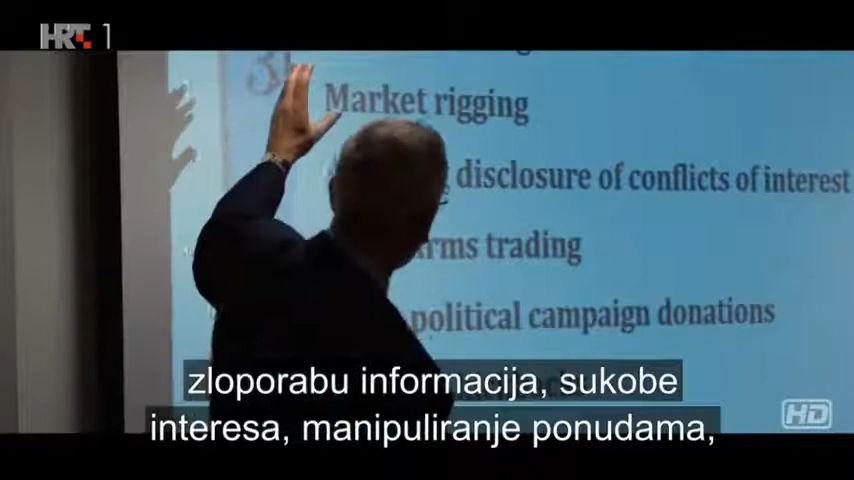 HRT 1
Market rigging
disclosure of conflicts of interest
rms trading
political campaign donations
zloporabu informacija, sukobe
interesa, manipuliranje ponudama,
HD